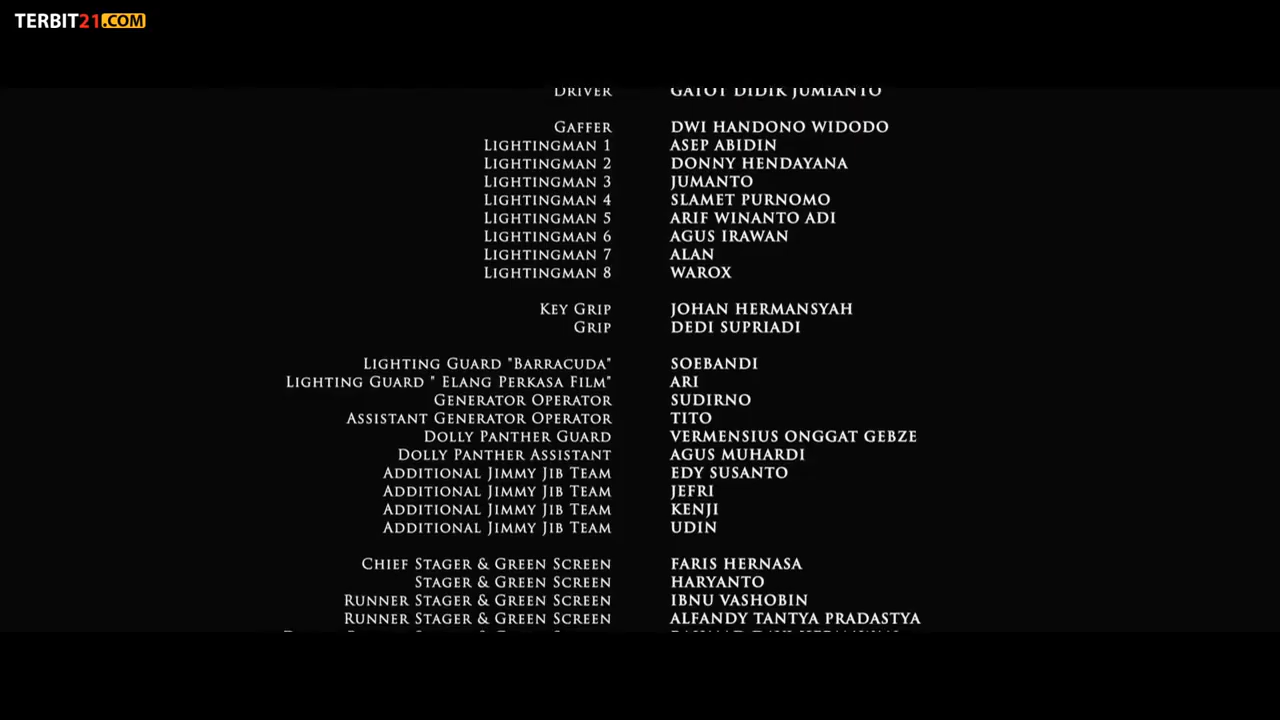 TERBIT21.COM
DRIVER GATOT DIDIK JUMIANTO
GAFFER DWI HANDONO WIDODO
LIGHTINGMAN 1 ASEP ABIDIN
LIGHTINGMAN 2 DONNY HENDAYANA
LIGHTINGMAN 3 JUMANTO
LIGHTINGMAN 4 SLAMET PURNOMO
LIGHTINGMAN 5 ARIF WINANTO ADI
LIGHTINGMAN 6 AGUS IRAWAN
LIGHTINGMAN 7 ALAN
LIGHTINGMAN 8 WAROX
KEY GRIP JOHAN HERMANSYAH
GRIP DEDI SUPRIADI
LIGHTING GUARD "BARRACUDA" SOEBANDI
LIGHTING GUARD " ELANG PERKASA FILM" ARI
GENERATOR OPERATOR SUDIRNO
ASSISTANT GENERATOR OPERATOR TITO
DOLLY PANTHER GUARD VERMENSIUS ONGGAT GEBZE
DOLLY PANTHER ASSISTANT AGUS MUHARDI
ADDITIONAL JIMMY JIB TEAM EDY SUSANTO
ADDITIONAL JIMMY JIB TEAM JEFRI
ADDITIONAL JIMMY JIB TEAM KENJI
ADDITIONAL JIMMY JIB TEAM UDIN
CHIEF STAGER & GREEN SCREEN FARIS HERNASA
STAGER & GREEN SCREEN HARYANTO
RUNNER STAGER & GREEN SCREEN IBNU VASHOBIN
RUNNER STAGER & GREEN SCREEN ALFANDY TANTYA PRADASTYA